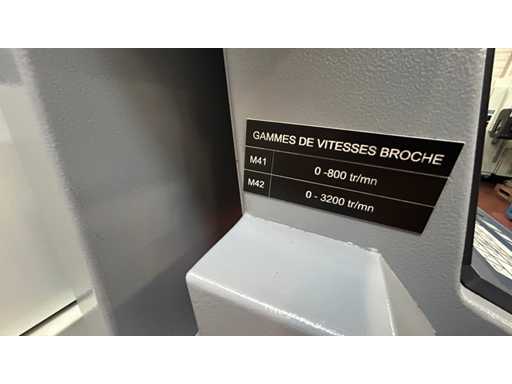 GAMMES DE VITESSES BROCHE
M41 0 -800 tr/mn
M42 0 - 3200 tr/mn